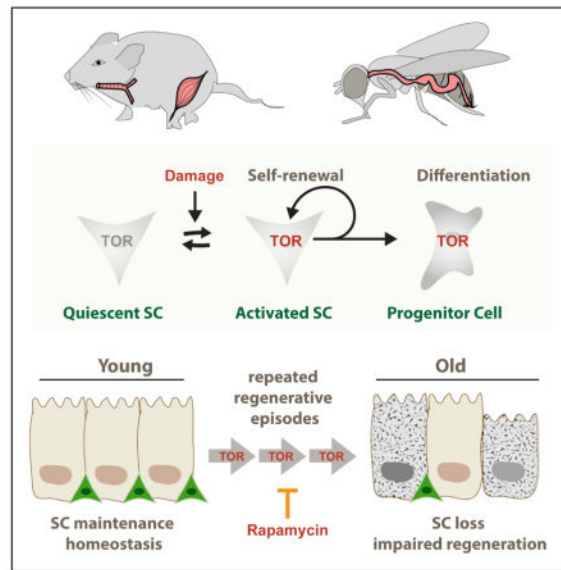 Damage
Self-renewal
Differentiation
TOR
TOR
TOR
Quiescent SC
Activated SC
Progenitor Cell
Young
repeated
regenerative
episodes
Old
TOR
TOR
TOR
SC maintenance
homeostasis
Rapamycin
SC loss
impaired regeneration